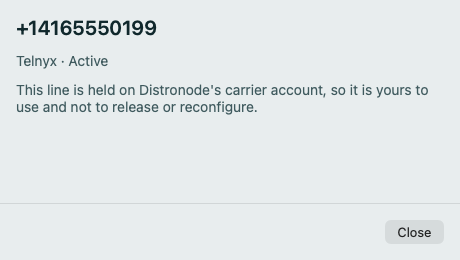 +14165550199
Telnyx · Active
This line is held on Distronode's carrier account, so it is yours to
use and not to release or reconfigure.
Close